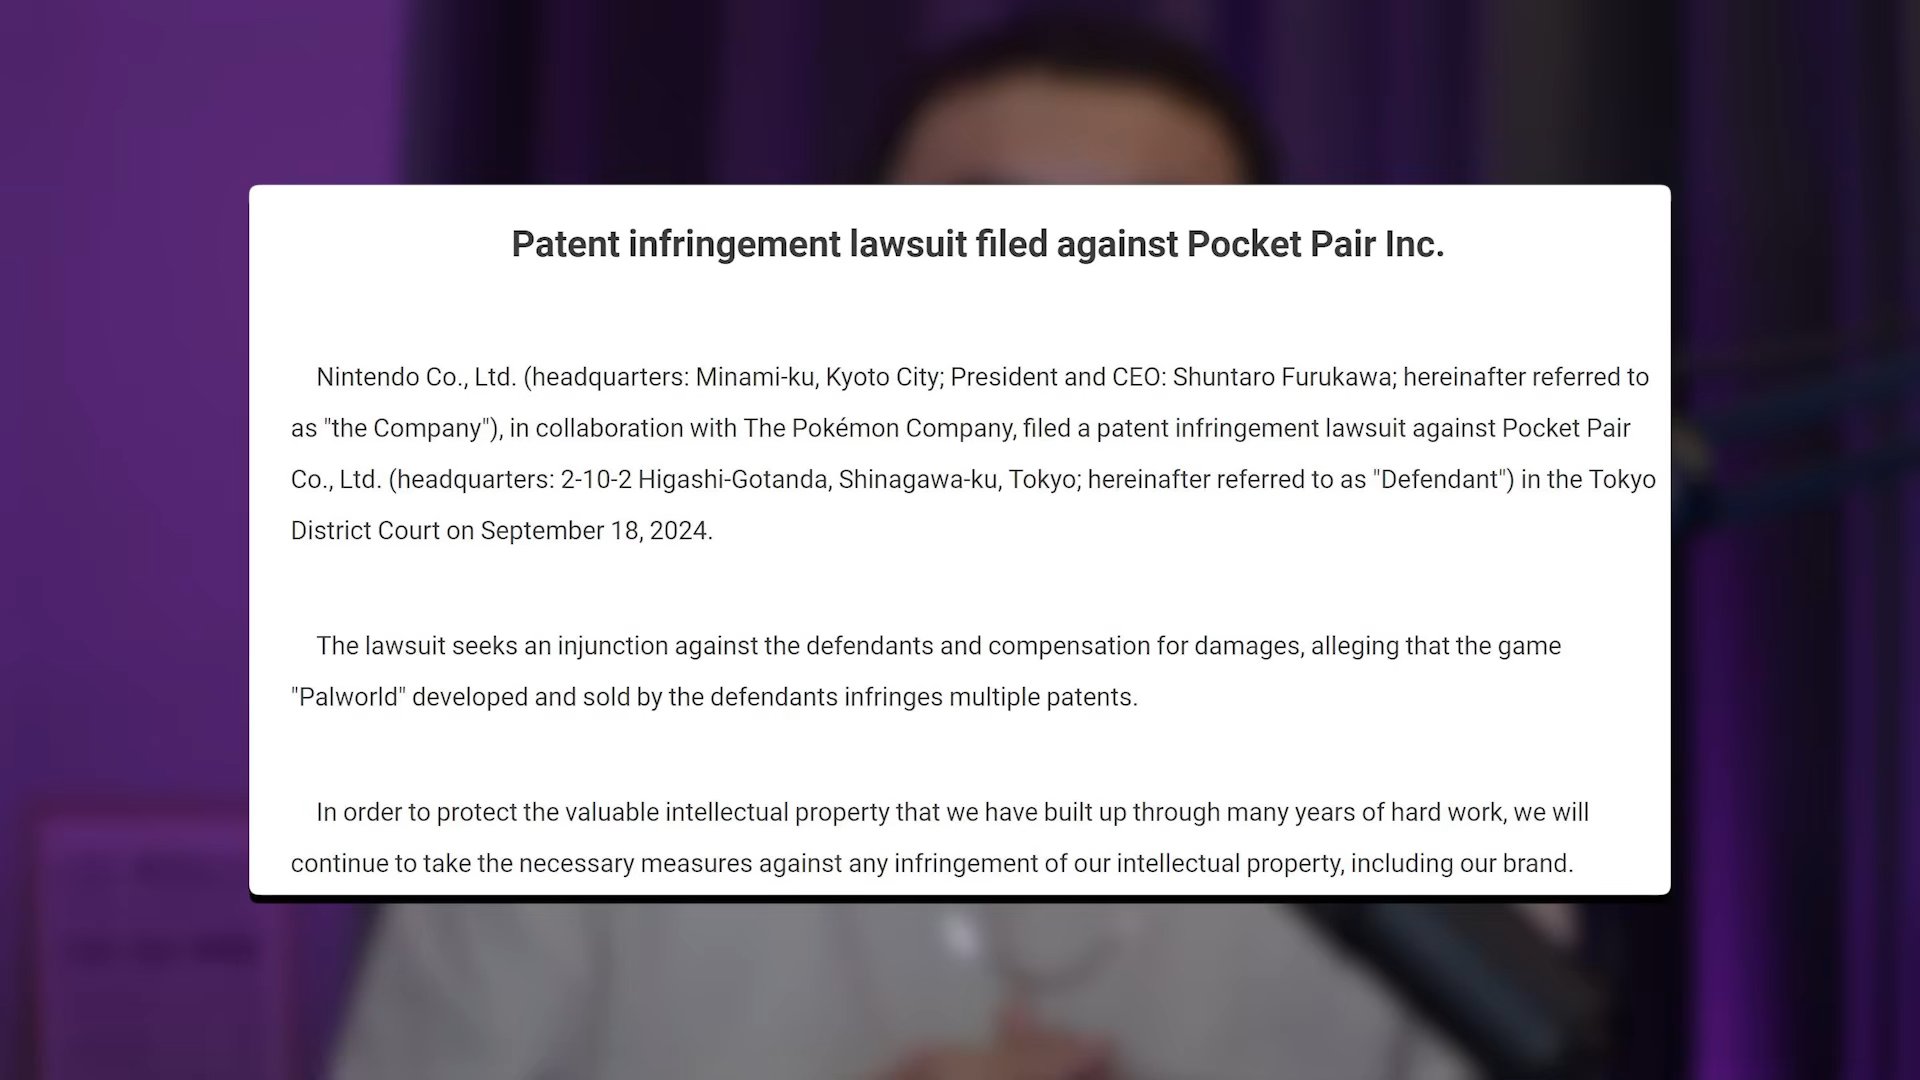 Patent infringement lawsuit filed against Pocket Pair Inc.
Nintendo Co., Ltd. (headquarters: Minami-ku, Kyoto City; President and CEO: Shuntaro Furukawa; hereinafter referred to
as "the Company"), in collaboration with The Pokémon Company, filed a patent infringement lawsuit against Pocket Pair
Co., Ltd. (headquarters: 2-10-2 Higashi-Gotanda, Shinagawa-ku, Tokyo; hereinafter referred to as "Defendant") in the Tokyo
District Court on September 18, 2024.
The lawsuit seeks an injunction against the defendants and compensation for damages, alleging that the game
"Palworld" developed and sold by the defendants infringes multiple patents.
In order to protect the valuable intellectual property that we have built up through many years of hard work, we will
continue to take the necessary measures against any infringement of our intellectual property, including our brand.